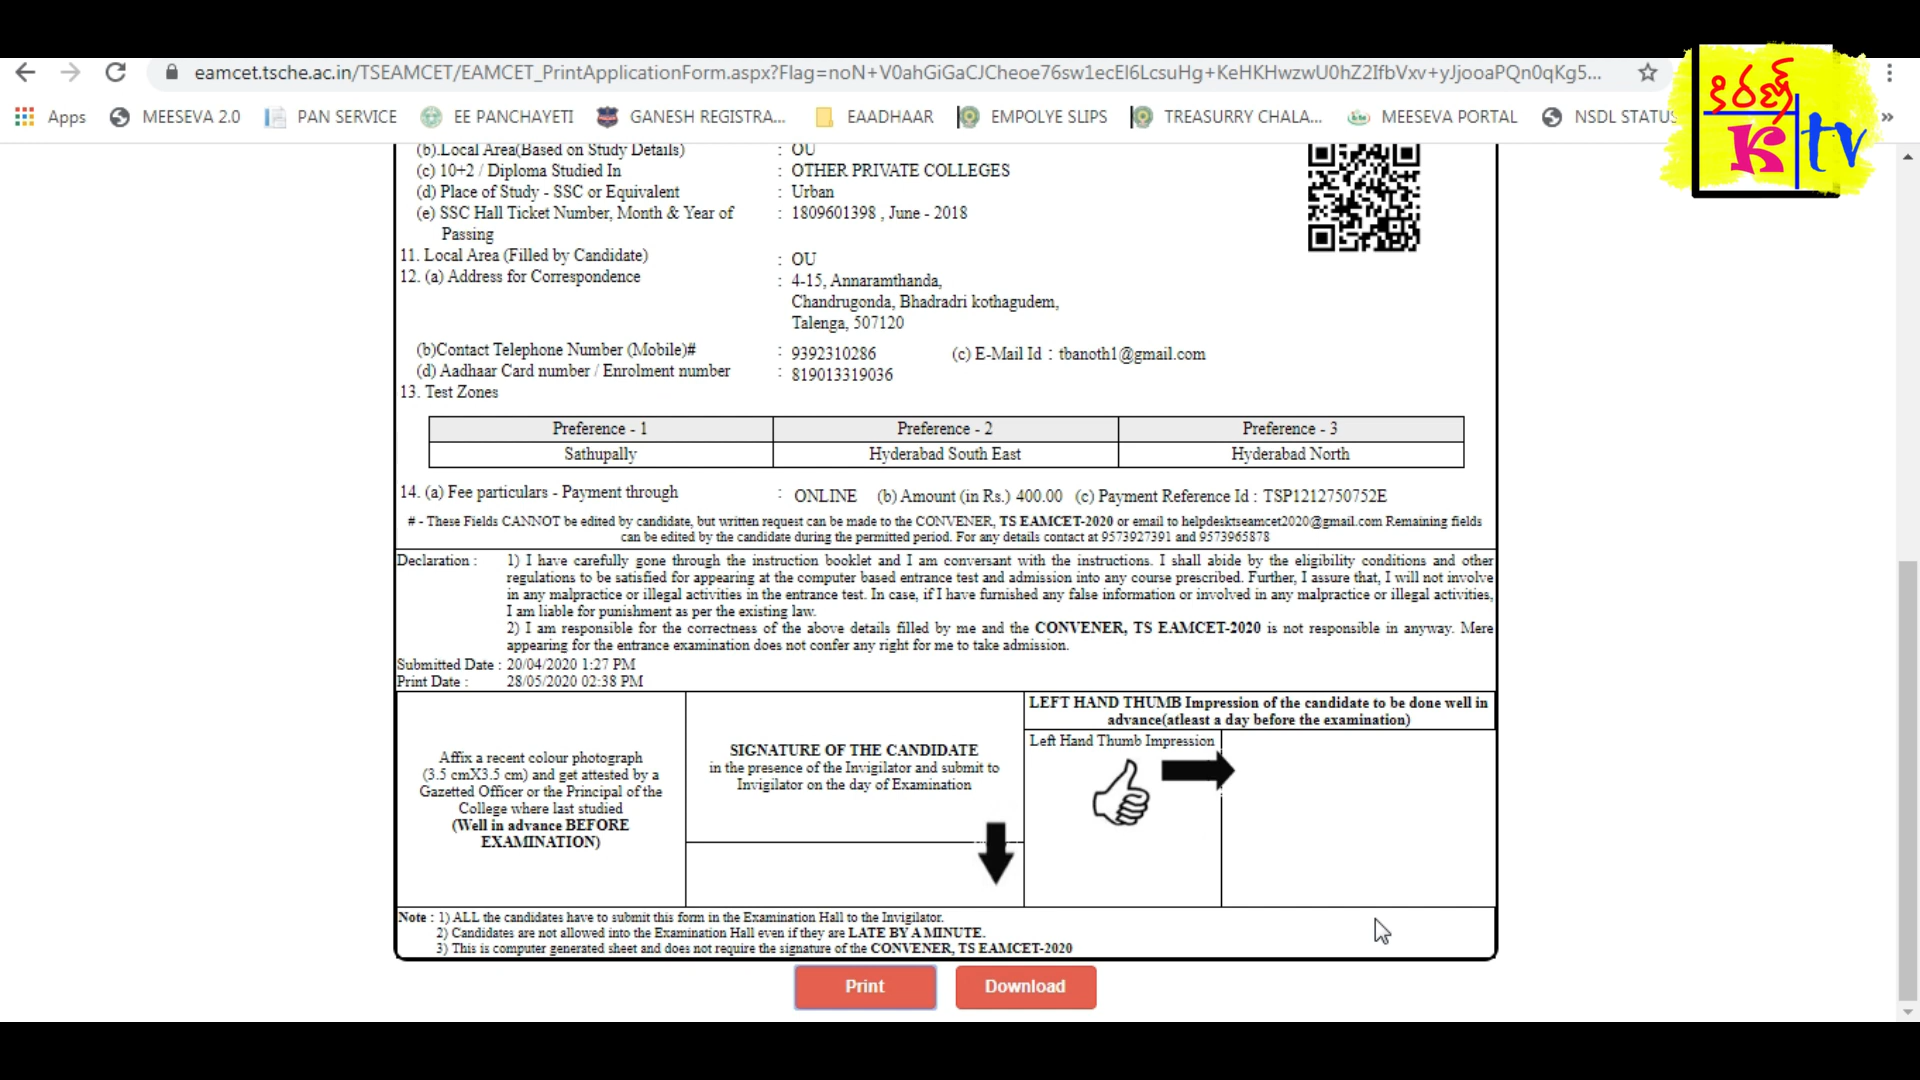 eamcet.tsche.ac.in/TSEAMCET/EAMCET_PrintApplicationForm.aspx?Flag=noN+V0ahGiGaCJCheoe76sw1ecEl6LcsuHg+KeHKHwzwU0hZ2IfbVxv+yJjooaPQn0qKg5...
Apps MEESEVA 2.0 PAN SERVICE EE PANCHAYETI GANESH REGISTRA... EAADHAAR EMPOLYE SLIPS TREASURRY CHALA... MEESEVA PORTAL NSDL STATUS »
కిరణ్
K tv
(b).Local Area(Based on Study Details) : OU
(c) 10+2 / Diploma Studied In : OTHER PRIVATE COLLEGES
(d) Place of Study - SSC or Equivalent : Urban
(e) SSC Hall Ticket Number, Month & Year of : 1809601398 , June - 2018
Passing
11. Local Area (Filled by Candidate) : OU
12. (a) Address for Correspondence : 4-15, Annaramthanda,
Chandrugonda, Bhadradri kothagudem,
Talenga, 507120
(b)Contact Telephone Number (Mobile)# : 9392310286 (c) E-Mail Id : tbanoth1@gmail.com
(d) Aadhaar Card number / Enrolment number : 819013319036
13. Test Zones
Preference - 1 Preference - 2 Preference - 3
Sathupally Hyderabad South East Hyderabad North
14. (a) Fee particulars - Payment through : ONLINE (b) Amount (in Rs.) 400.00 (c) Payment Reference Id : TSP1212750752E
# - These Fields CANNOT be edited by candidate, but written request can be made to the CONVENER, TS EAMCET-2020 or email to helpdesktseamcet2020@gmail.com Remaining fields
can be edited by the candidate during the permitted period. For any details contact at 9573927391 and 9573965878
Declaration : 1) I have carefully gone through the instruction booklet and I am conversant with the instructions. I shall abide by the eligibility conditions and other
regulations to be satisfied for appearing at the computer based entrance test and admission into any course prescribed. Further, I assure that, I will not involve
in any malpractice or illegal activities in the entrance test. In case, if I have furnished any false information or involved in any malpractice or illegal activities,
I am liable for punishment as per the existing law.
2) I am responsible for the correctness of the above details filled by me and the CONVENER, TS EAMCET-2020 is not responsible in anyway. Mere
appearing for the entrance examination does not confer any right for me to take admission.
Submitted Date : 20/04/2020 1:27 PM
Print Date : 28/05/2020 02:38 PM
Affix a recent colour photograph
(3.5 cmX3.5 cm) and get attested by a
Gazetted Officer or the Principal of the
College where last studied
(Well in advance BEFORE
EXAMINATION)
SIGNATURE OF THE CANDIDATE
in the presence of the Invigilator and submit to
Invigilator on the day of Examination
LEFT HAND THUMB Impression of the candidate to be done well in
advance(atleast a day before the examination)
Left Hand Thumb Impression
Note : 1) ALL the candidates have to submit this form in the Examination Hall to the Invigilator.
2) Candidates are not allowed into the Examination Hall even if they are LATE BY A MINUTE.
3) This is computer generated sheet and does not require the signature of the CONVENER, TS EAMCET-2020
Print Download